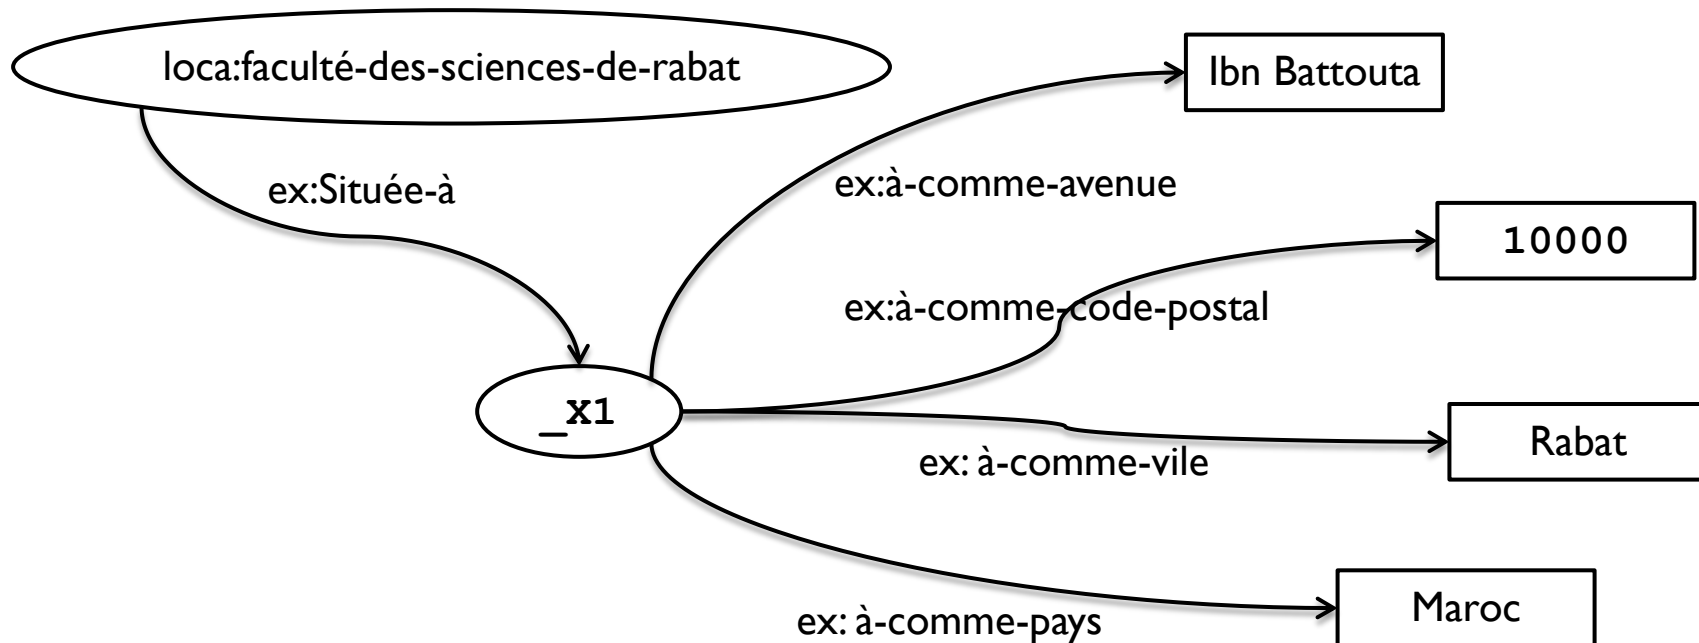 loca:faculté-des-sciences-de-rabat
Ibn Battouta
ex:Située-à
ex:à-comme-avenue
10000
ex:à-comme-code-postal
_x1
Rabat
ex: à-comme-vile
Maroc
ex: à-comme-pays